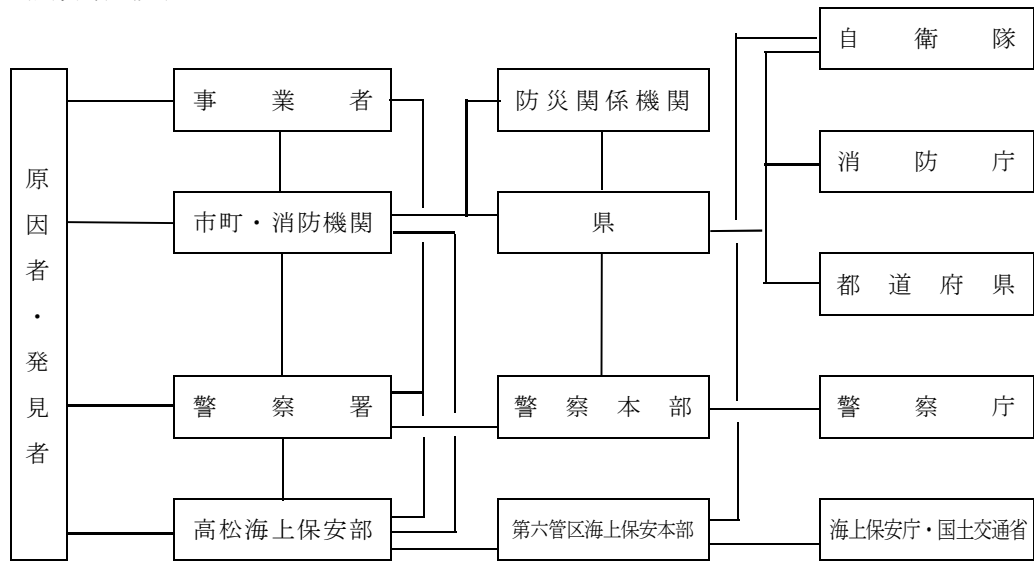 自衛隊
原因者・発見者
事業者
防災関係機関
消防庁
市町・消防機関
県
都道府県
警察署
警察本部
警察庁
高松海上保安部
第六管区海上保安本部
海上保安庁・国土交通省